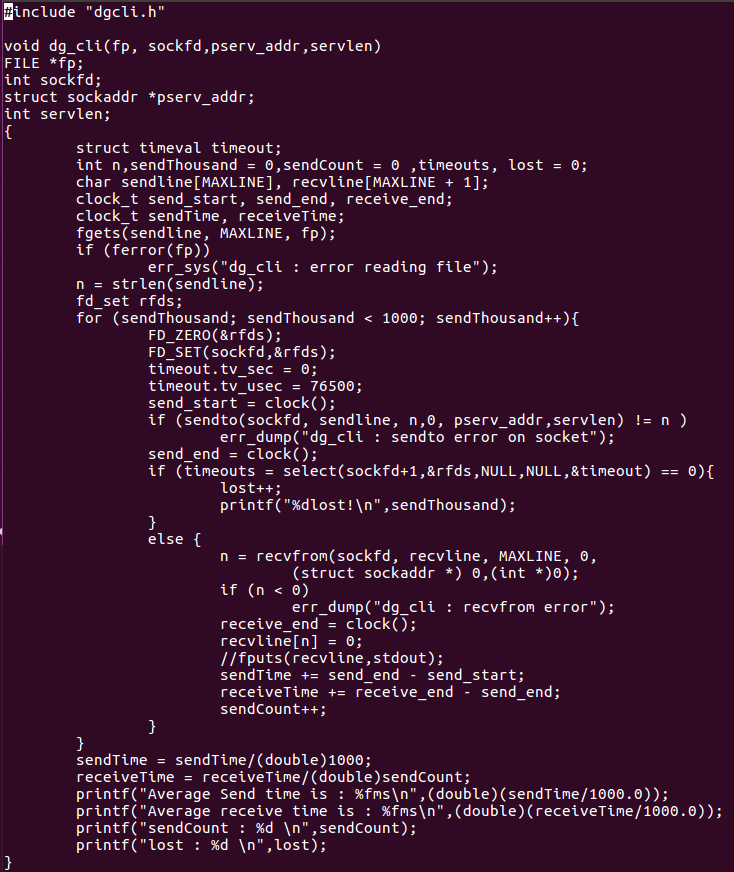 #include "dgcli.h"

void dg_cli(fp, sockfd,pserv_addr,servlen)
FILE *fp;
int sockfd;
struct sockaddr *pserv_addr;
int servlen;
{
        struct timeval timeout;
        int n,sendThousand = 0,sendCount = 0 ,timeouts, lost = 0;
        char sendline[MAXLINE], recvline[MAXLINE + 1];
        clock_t send_start, send_end, receive_end;
        clock_t sendTime, receiveTime;
        fgets(sendline, MAXLINE, fp);
        if (ferror(fp))
                err_sys("dg_cli : error reading file");
        n = strlen(sendline);
        fd_set rfds;
        for (sendThousand; sendThousand < 1000; sendThousand++){
                FD_ZERO(&rfds);
                FD_SET(sockfd,&rfds);
                timeout.tv_sec = 0;
                timeout.tv_usec = 76500;
                send_start = clock();
                if (sendto(sockfd, sendline, n,0, pserv_addr,servlen) != n )
                        err_dump("dg_cli : sendto error on socket");
                send_end = clock();
                if (timeouts = select(sockfd+1,&rfds,NULL,NULL,&timeout) == 0){
                        lost++;
                        printf("%dlost!\n",sendThousand);
                }
                else {
                        n = recvfrom(sockfd, recvline, MAXLINE, 0,
                                (struct sockaddr *) 0,(int *)0);
                        if (n < 0)
                                err_dump("dg_cli : recvfrom error");
                        receive_end = clock();
                        recvline[n] = 0;
                        //fputs(recvline,stdout);
                        sendTime += send_end - send_start;
                        receiveTime += receive_end - send_end;
                        sendCount++;
                }
        }
        sendTime = sendTime/(double)1000;
        receiveTime = receiveTime/(double)sendCount;
        printf("Average Send time is : %fms\n",(double)(sendTime/1000.0));
        printf("Average receive time is : %fms\n",(double)(receiveTime/1000.0));
        printf("sendCount : %d \n",sendCount);
        printf("lost : %d \n",lost);
}